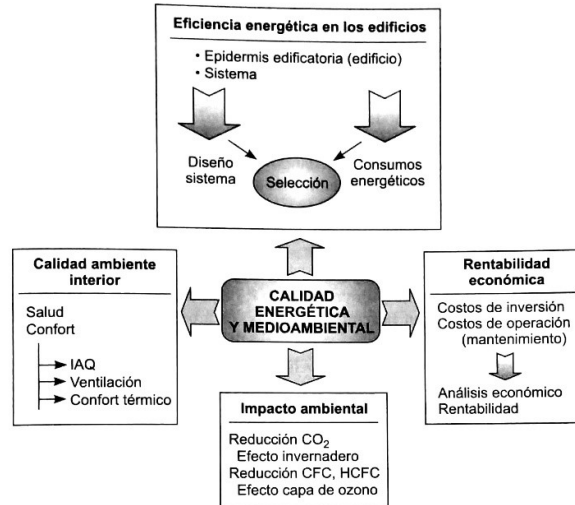 Eficiencia energética en los edificios
• Epidermis edificatoria (edificio)
• Sistema
Diseño
sistema
Selección
Consumos
energéticos
Calidad ambiente
interior
Salud
Confort
IAQ
Ventilación
Confort térmico
CALIDAD
ENERGÉTICA
Y MEDIOAMBIENTAL
Rentabilidad
económica
Costos de inversión
Costos de operación
(mantenimiento)
Análisis económico
Rentabilidad
Impacto ambiental
Reducción CO₂
Efecto invernadero
Reducción CFC, HCFC
Efecto capa de ozono